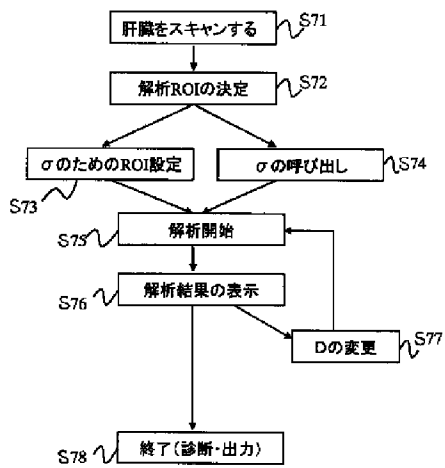 肝臓をスキャンする
S71
解析ROIの決定
S72
σのためのROI設定
S73
σの呼び出し
S74
解析開始
S75
解析結果の表示
S76
Dの変更
S77
終了(診断・出力)
S78